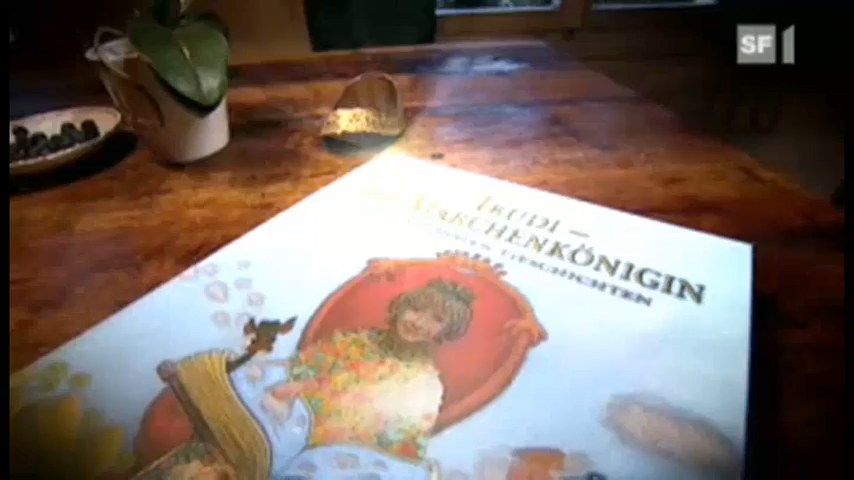 SF 1
TRUDI –
MÄRCHENKÖNIGIN
GESCHICHTEN